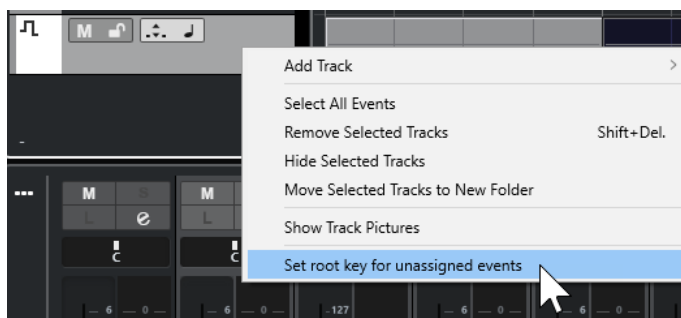 M
Add Track
Select All Events
Remove Selected Tracks Shift+Del.
Hide Selected Tracks
Move Selected Tracks to New Folder
Show Track Pictures
Set root key for unassigned events
-
M S M
L e L
C C
6 0 6 0 -127 6 0 6 0